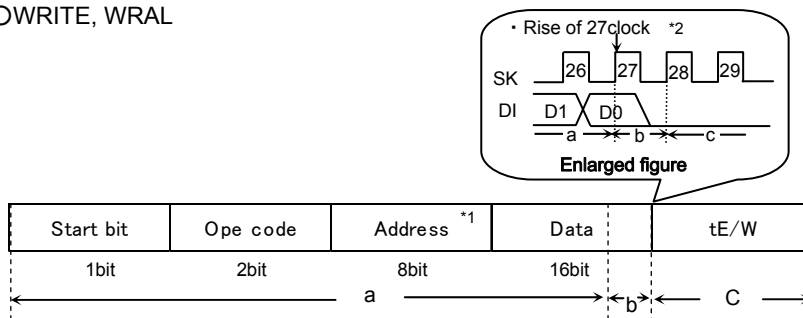 ○WRITE, WRAL
・Rise of 27clock *2
SK 26 27 28 29
DI D1 D0
a b c
Enlarged figure
Start bit Ope code Address *1 Data tE/W
1bit 2bit 8bit 16bit
a b C